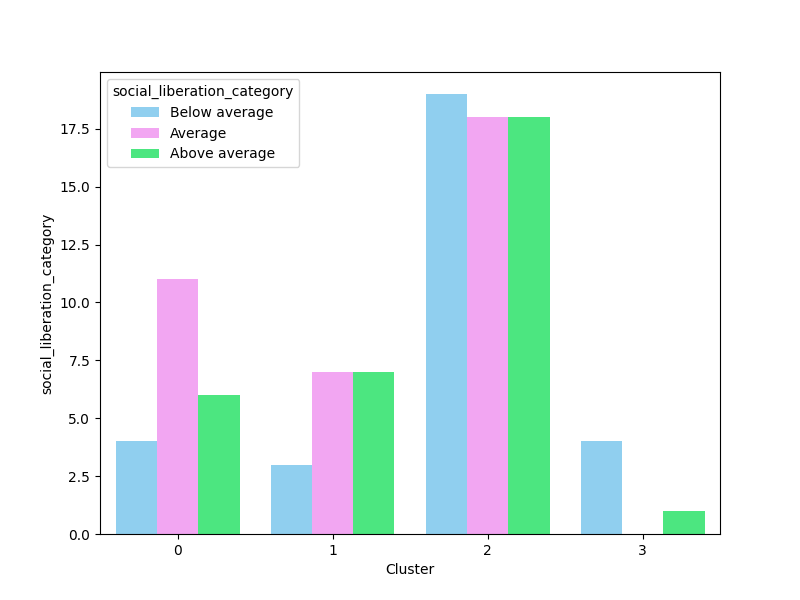 social_liberation_category
Below average
Average
Above average
17.5
15.0
12.5
10.0
7.5
5.0
2.5
0.0
social_liberation_category
0 1 2 3
Cluster